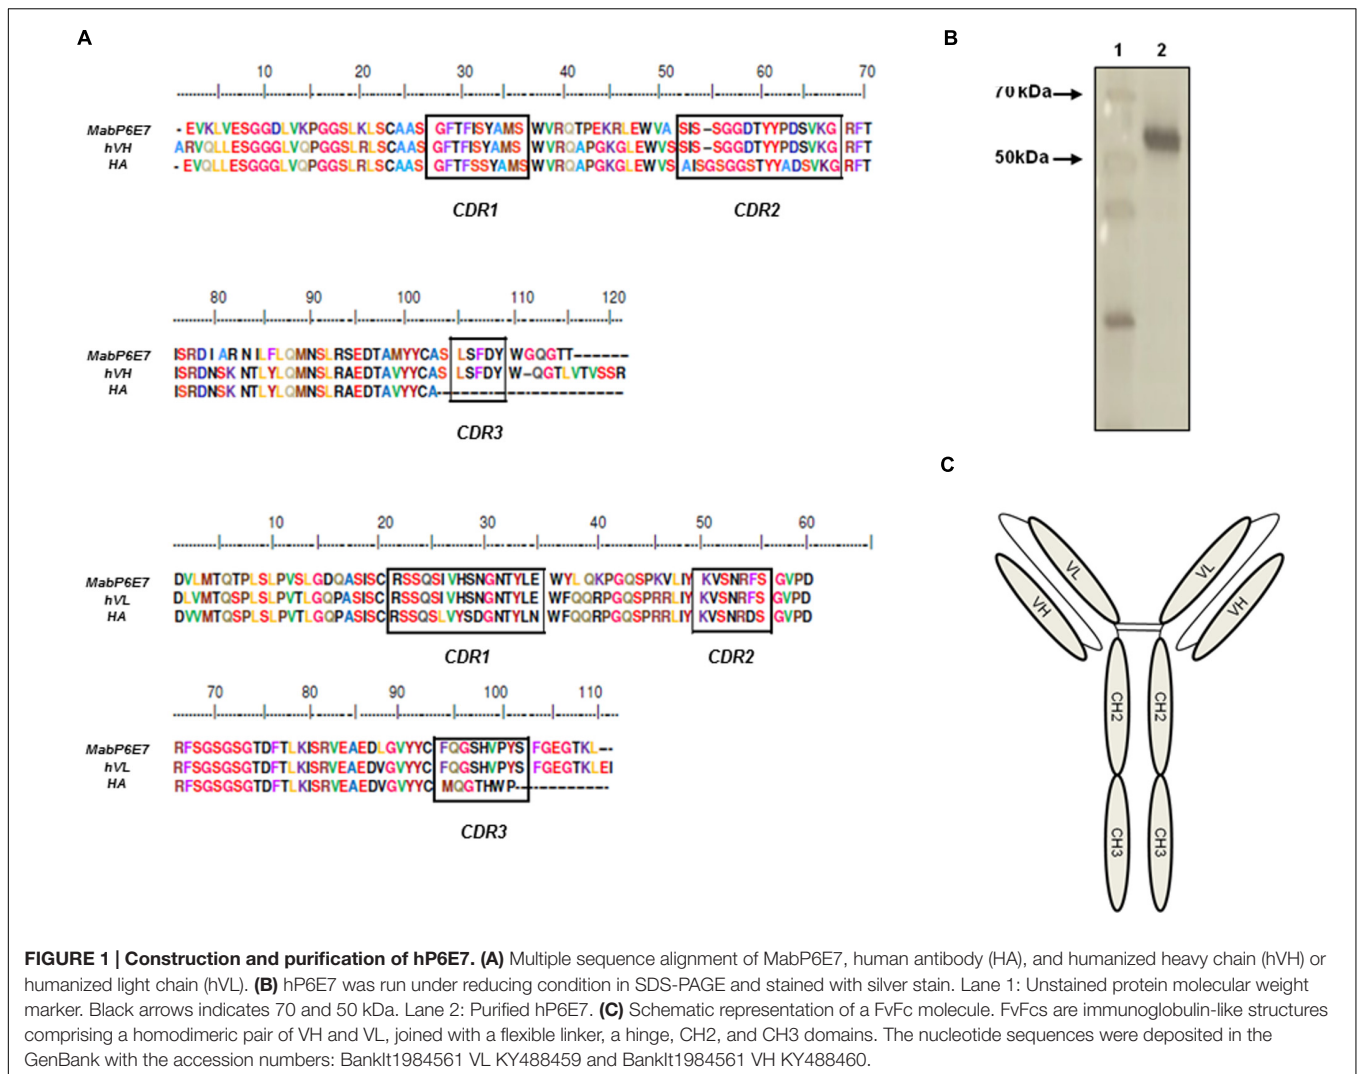 A
10 20 30 40 50 60 70
MabP6E7 - EVKLVESGGDLVKPGGSLKLSCAAS GFTFISYAMS WVRQTPEKRLEWVA SIS-SGGDTYYPDSVKG RFT
hVH ARVQLLESGGGLVQPGGSLRLSCAAS GFTFISYAMS WVRQAPGKGLEWVS SIS-SGGDTYYPDSVKG RFT
HA - EVQLLESGGGLVQPGGSLRLSCAAS GFTFSSYAMS WVRQAPGKGLEWVS AISGSGGSTYYADSVKG RFT
CDR1 CDR2
80 90 100 110 120
MabP6E7 ISRDIARNILFLQMNSLRSEDTAMYYCAS LSFDY WGQGTT------
hVH ISRDNSKNTLYLQMNSLRAEDTAVYYCAS LSFDY W-QGTLVTVSSR
HA ISRDNSKNTLYLQMNSLRAEDTAVYYCA--------------------
CDR3
10 20 30 40 50 60
MabP6E7 DVLMTQTPLSLPVSLGDQASISC RSSQSIVHSNGNTYLE WYLQKPGQSPKVLIY KVSNRFS GVPD
hVL DLVMTQSPLSLPVTLGQPASISC RSSQSIVHSNGNTYLE WFQQRPGQSPRRLIY KVSNRFS GVPD
HA DVVMTQSPLSLPVTLGQPASISC RSSQSLVYSDGNTYLN WFQQRPGQSPRRLIY KVSNRDS GVPD
CDR1 CDR2
70 80 90 100 110
MabP6E7 RFSGSGSGTDFTLKISRVEAEDLGVYYC FQGSHVPYS FGEGTKL--
hVL RFSGSGSGTDFTLKISRVEAEDVGVYYC FQGSHVPYS FGEGTKLEI
HA RFSGSGSGTDFTLKISRVEAEDVGVYYC MQGTHWP-------------
CDR3
B
1 2
70kDa
50kDa
C
VL VL
VH VH
CH2 CH2
CH3 CH3
FIGURE 1 | Construction and purification of hP6E7. (A) Multiple sequence alignment of MabP6E7, human antibody (HA), and humanized heavy chain (hVH) or
humanized light chain (hVL). (B) hP6E7 was run under reducing condition in SDS-PAGE and stained with silver stain. Lane 1: Unstained protein molecular weight
marker. Black arrows indicates 70 and 50 kDa. Lane 2: Purified hP6E7. (C) Schematic representation of a FvFc molecule. FvFcs are immunoglobulin-like structures
comprising a homodimeric pair of VH and VL, joined with a flexible linker, a hinge, CH2, and CH3 domains. The nucleotide sequences were deposited in the
GenBank with the accession numbers: BankIt1984561 VL KY488459 and BankIt1984561 VH KY488460.